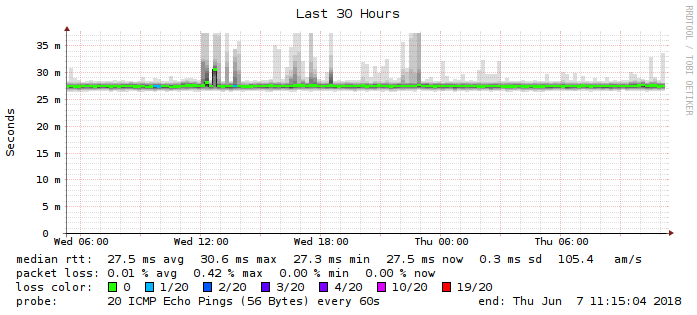 Last 30 Hours
RRDTOOL / TOBI OETIKER
Seconds
35 m
30 m
25 m
20 m
15 m
10 m
5 m
0
Wed 06:00 Wed 12:00 Wed 18:00 Thu 00:00 Thu 06:00
median rtt: 27.5 ms avg 30.6 ms max 27.3 ms min 27.5 ms now 0.3 ms sd 105.4 am/s
packet loss: 0.01 % avg 0.42 % max 0.00 % min 0.00 % now
loss color: 0 1/20 2/20 3/20 4/20 10/20 19/20
probe: 20 ICMP Echo Pings (56 Bytes) every 60s end: Thu Jun 7 11:15:04 2018